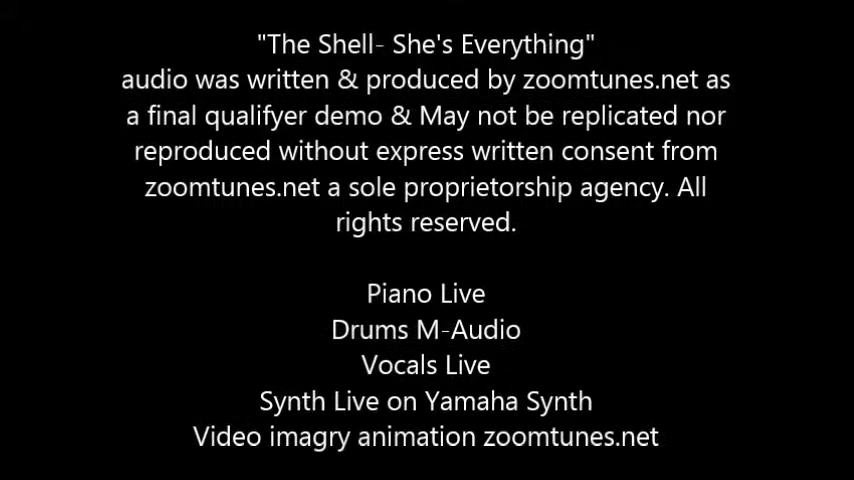 "The Shell- She's Everything"
audio was written & produced by zoomtunes.net as
a final qualifyer demo & May not be replicated nor
reproduced without express written consent from
zoomtunes.net a sole proprietorship agency. All
rights reserved.
Piano Live
Drums M-Audio
Vocals Live
Synth Live on Yamaha Synth
Video imagry animation zoomtunes.net